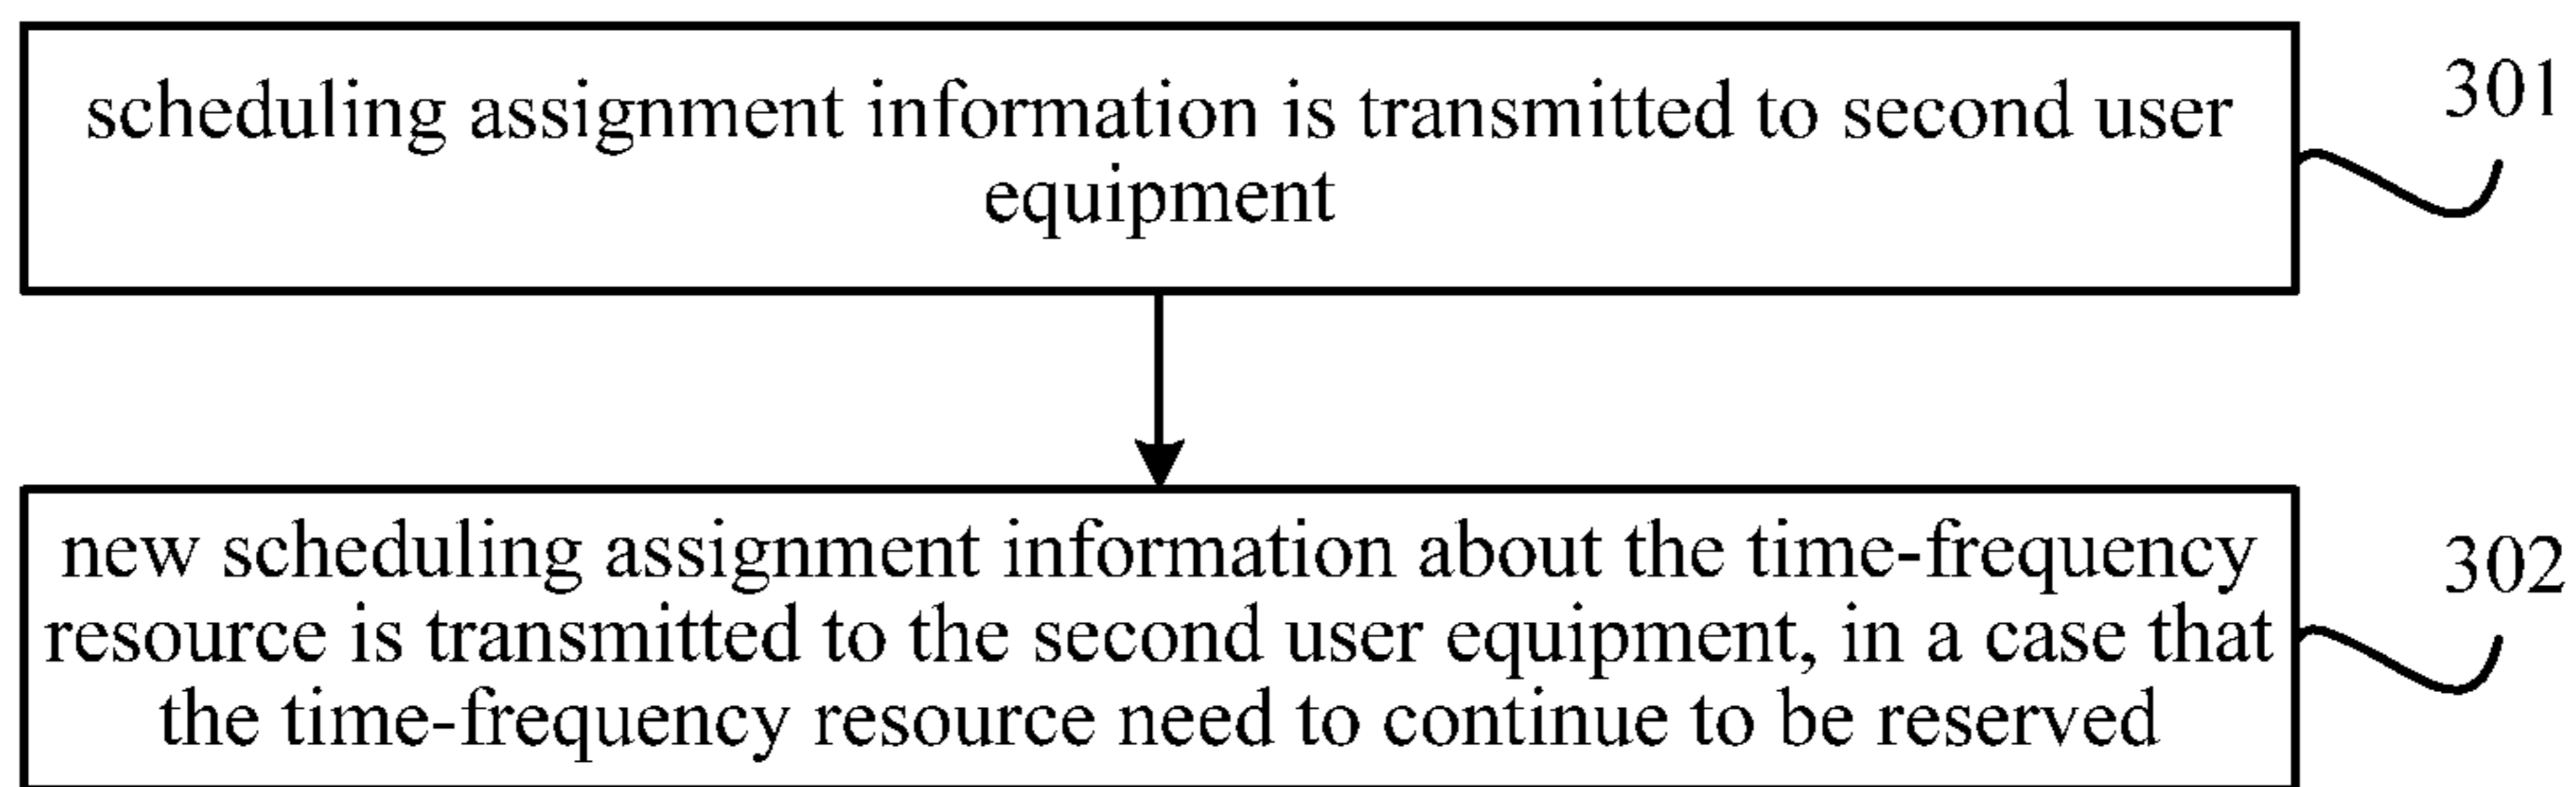 scheduling assignment information is transmitted to second user
equipment
301
new scheduling assignment information about the time-frequency
resource is transmitted to the second user equipment, in a case that
the time-frequency resource need to continue to be reserved
302